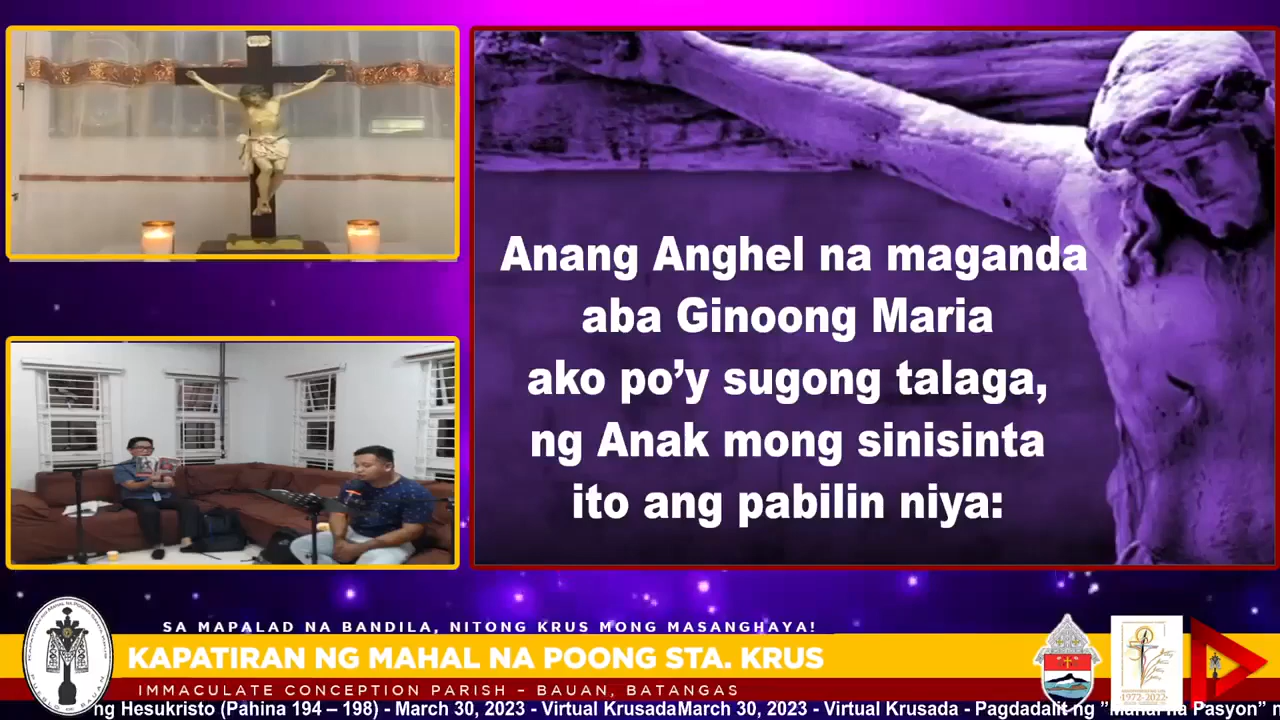 Anang Anghel na maganda
aba Ginoong Maria
ako po’y sugong talaga,
ng Anak mong sinisinta
ito ang pabilin niya:
SA MAPALAD NA BANDILA, NITONG KRUS MONG MASANGHAYA!
KAPATIRAN NG MAHAL NA POONG STA. KRUS
IMMACULATE CONCEPTION PARISH – BAUAN, BATANGAS
1972-2022
ng Hesukristo (Pahina 194 – 198) - March 30, 2023 - Virtual KrusadaMarch 30, 2023 - Virtual Krusada - Pagdadalit ng ”Mahal na Pasyon” n